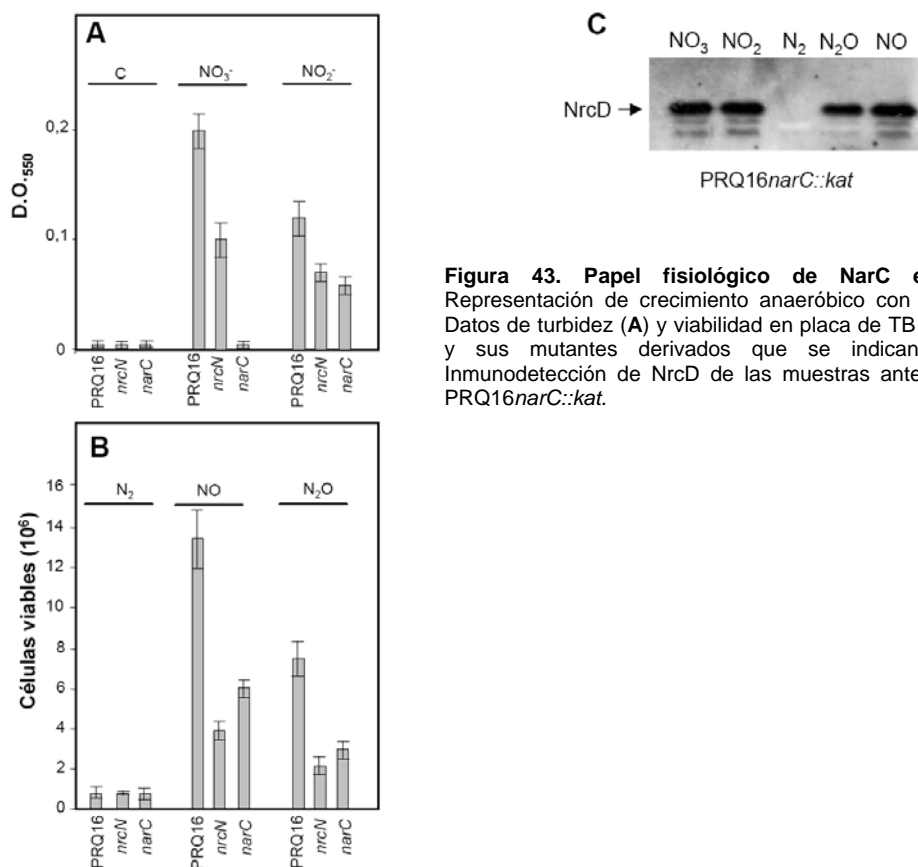 A
C
NO₃⁻
NO₂⁻
D.O.₅₅₀
0,2
0,1
0
PRQ16
nrcN
narC
PRQ16
nrcN
narC
PRQ16
nrcN
narC
B
N₂
NO
N₂O
Células viables (10⁶)
16
14
12
10
8
6
4
2
0
PRQ16
nrcN
narC
PRQ16
nrcN
narC
PRQ16
nrcN
narC
C
NO₃ NO₂ N₂ N₂O NO
NrcD →
PRQ16narC::kat
Figura 43. Papel fisiológico de NarC e
Representación de crecimiento anaeróbico con
Datos de turbidez (A) y viabilidad en placa de TB
y sus mutantes derivados que se indican
Inmunodetección de NrcD de las muestras ante
PRQ16narC::kat.